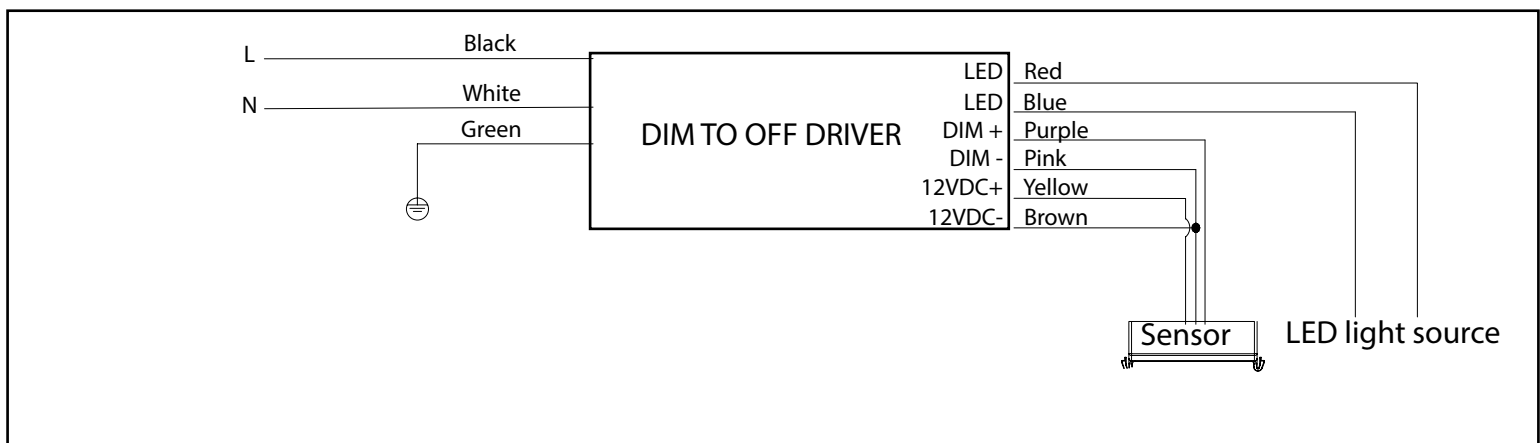 L
Black
N
White
Green
DIM TO OFF DRIVER
LED Red
LED Blue
DIM + Purple
DIM - Pink
12VDC+ Yellow
12VDC- Brown
Sensor
LED light source